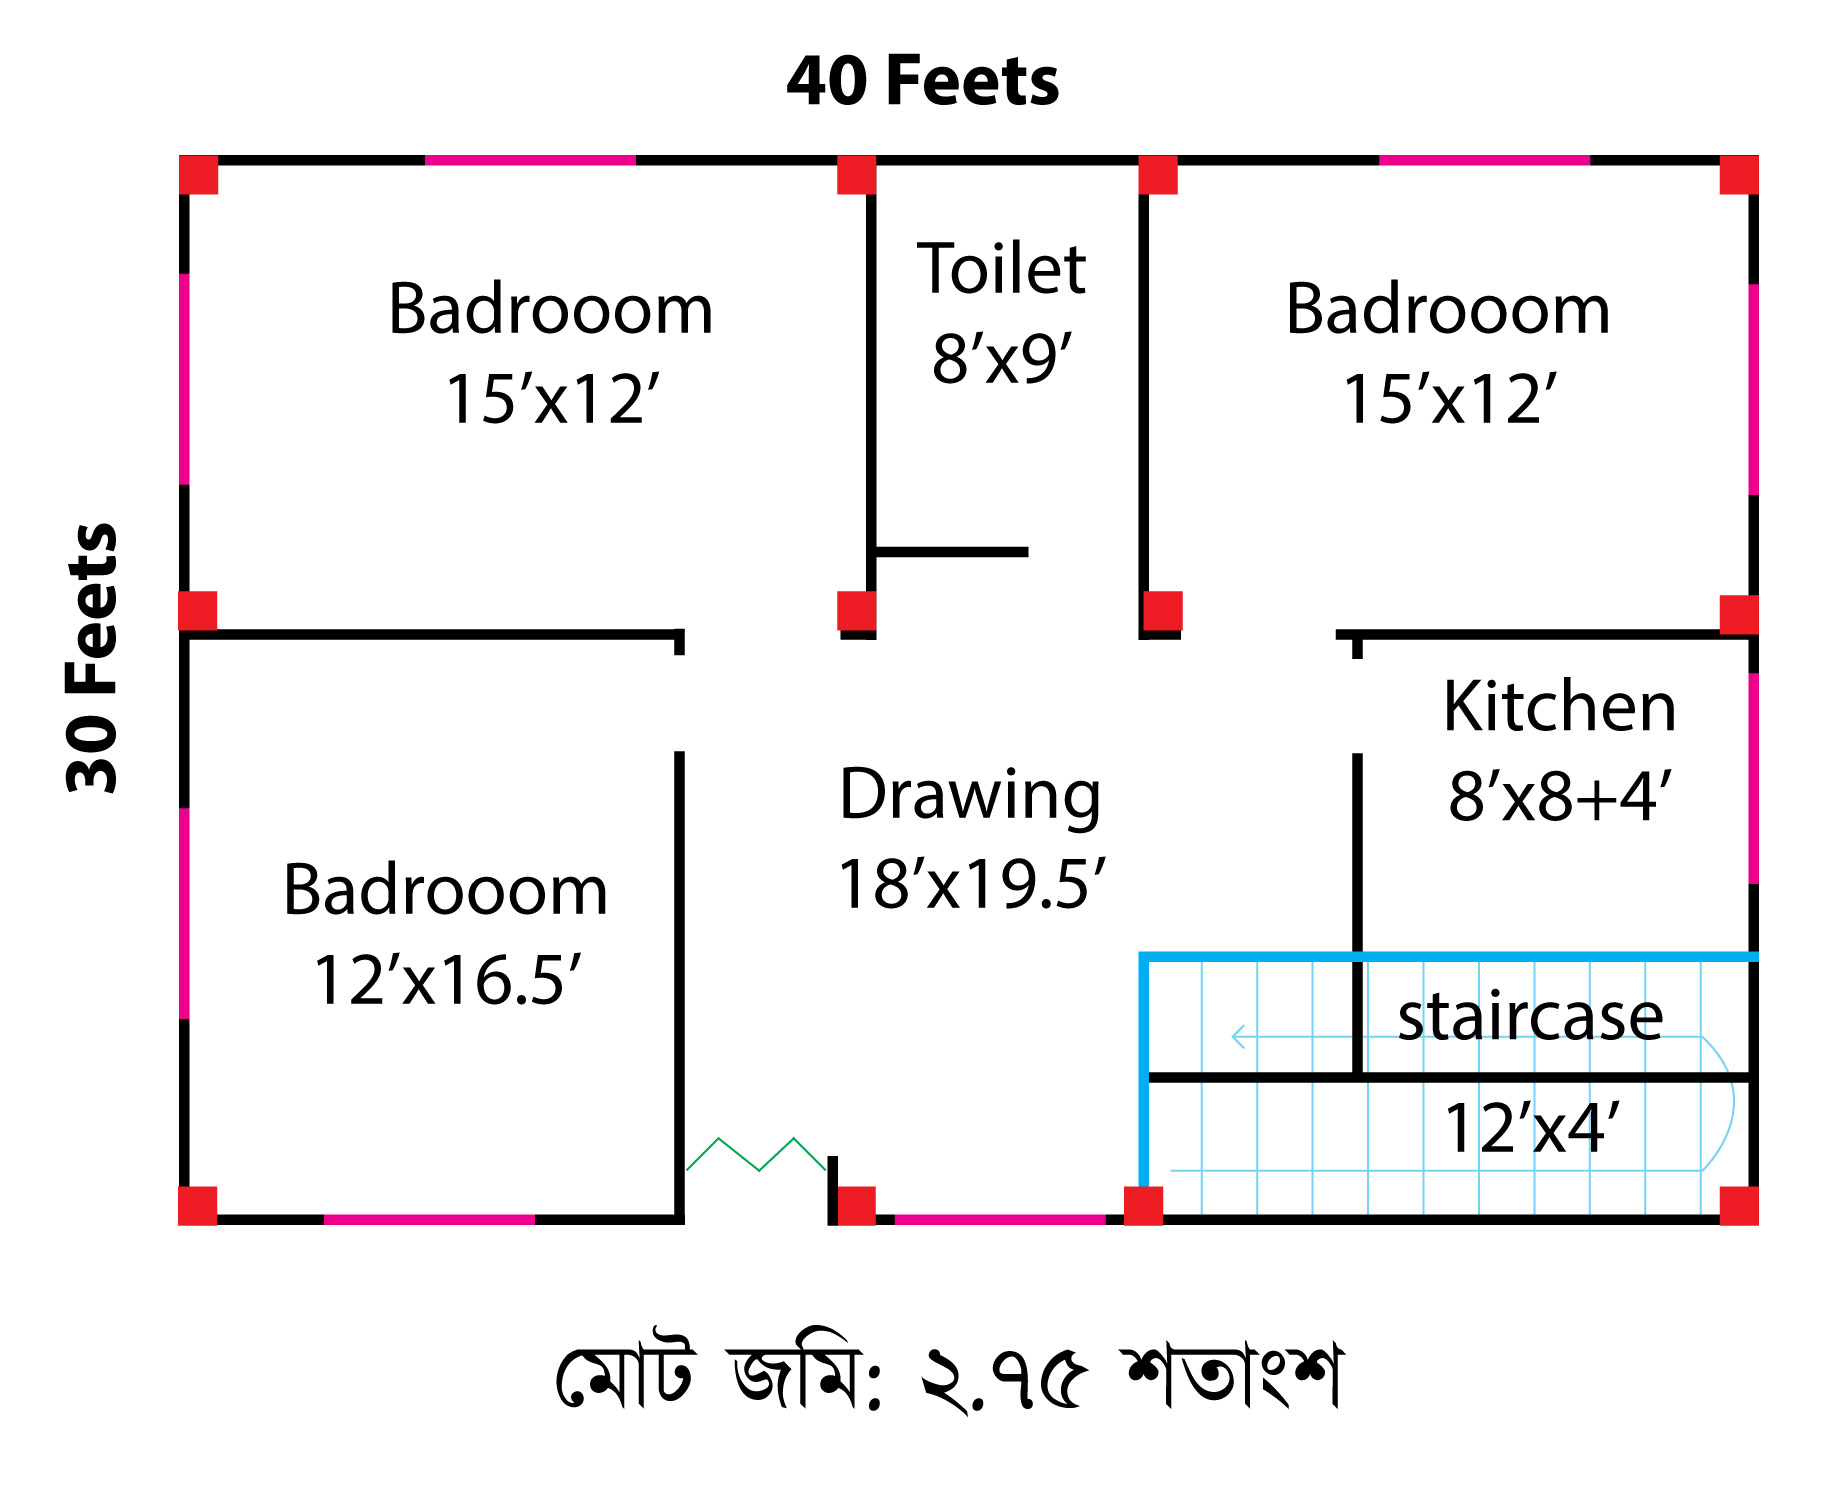 40 Feets
30 Feets
Badrooom
15’x12’
Toilet
8’x9’
Badrooom
15’x12’
Kitchen
8’x8+4’
Drawing
18’x19.5’
Badrooom
12’x16.5’
staircase
12’x4’
মোট জমি: ২.৭৫ শতাংশ